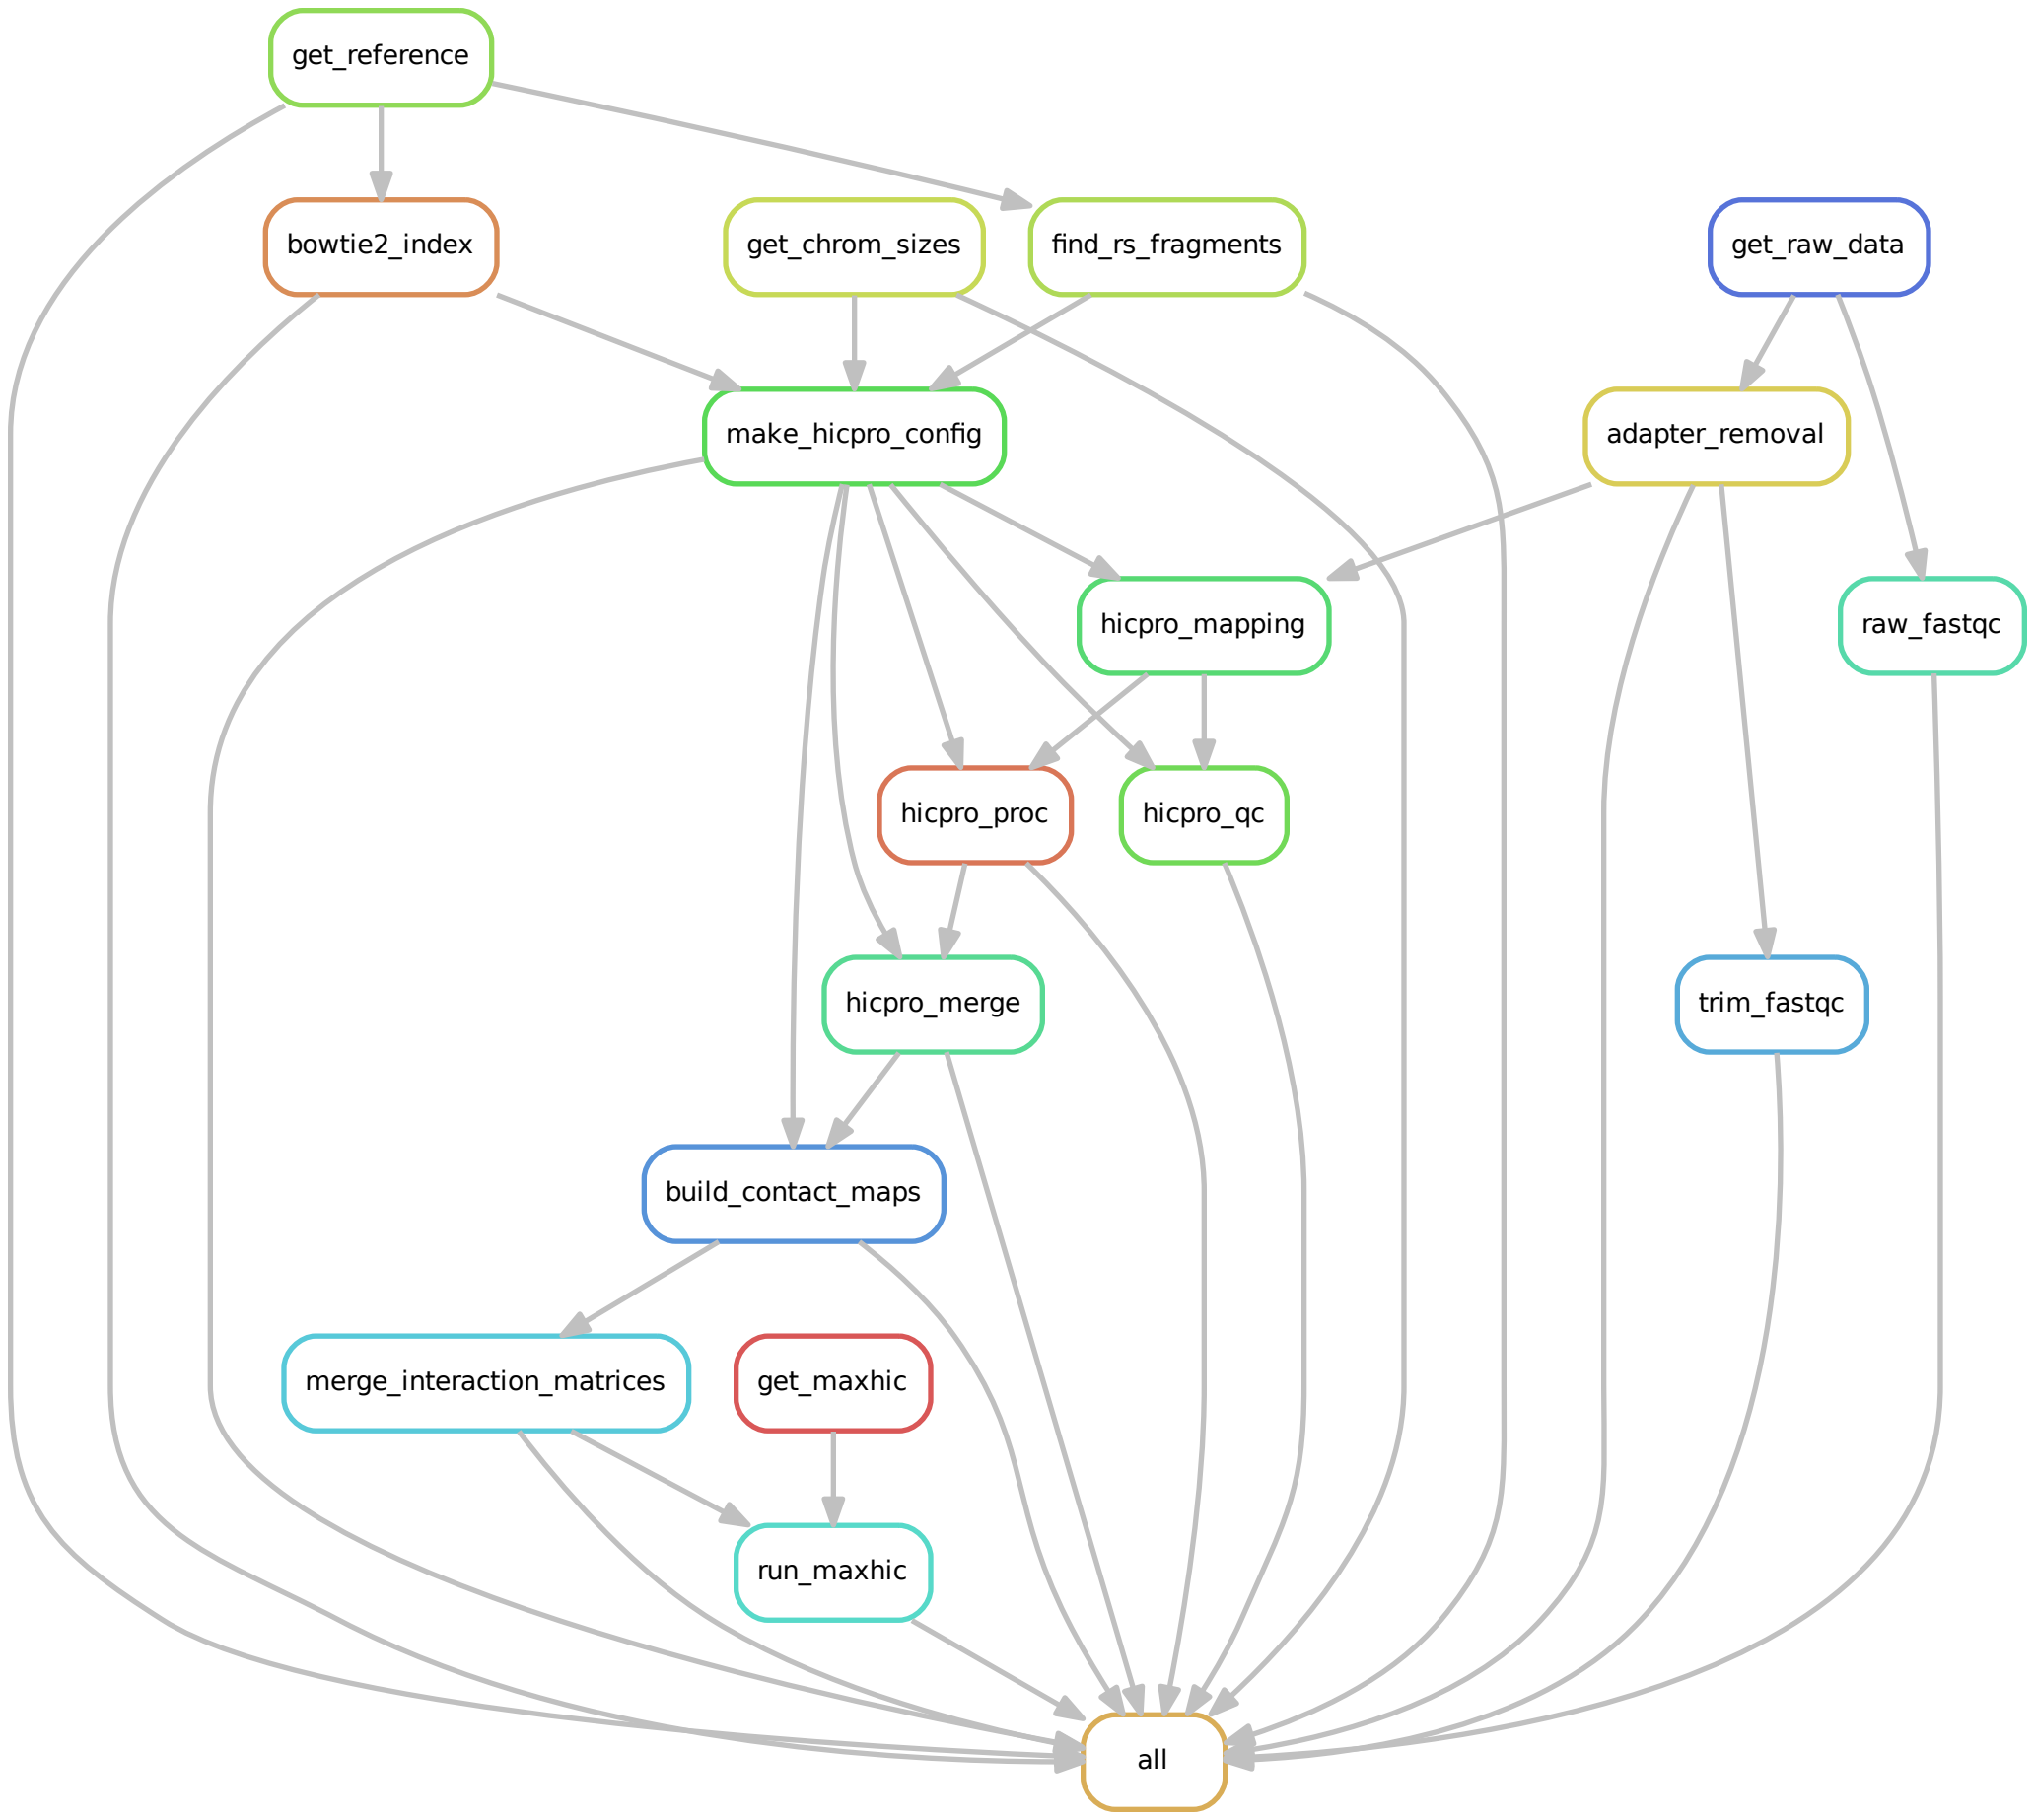 get_reference
bowtie2_index
get_chrom_sizes
find_rs_fragments
get_raw_data
make_hicpro_config
adapter_removal
hicpro_mapping
raw_fastqc
hicpro_proc
hicpro_qc
hicpro_merge
trim_fastqc
build_contact_maps
merge_interaction_matrices
get_maxhic
run_maxhic
all